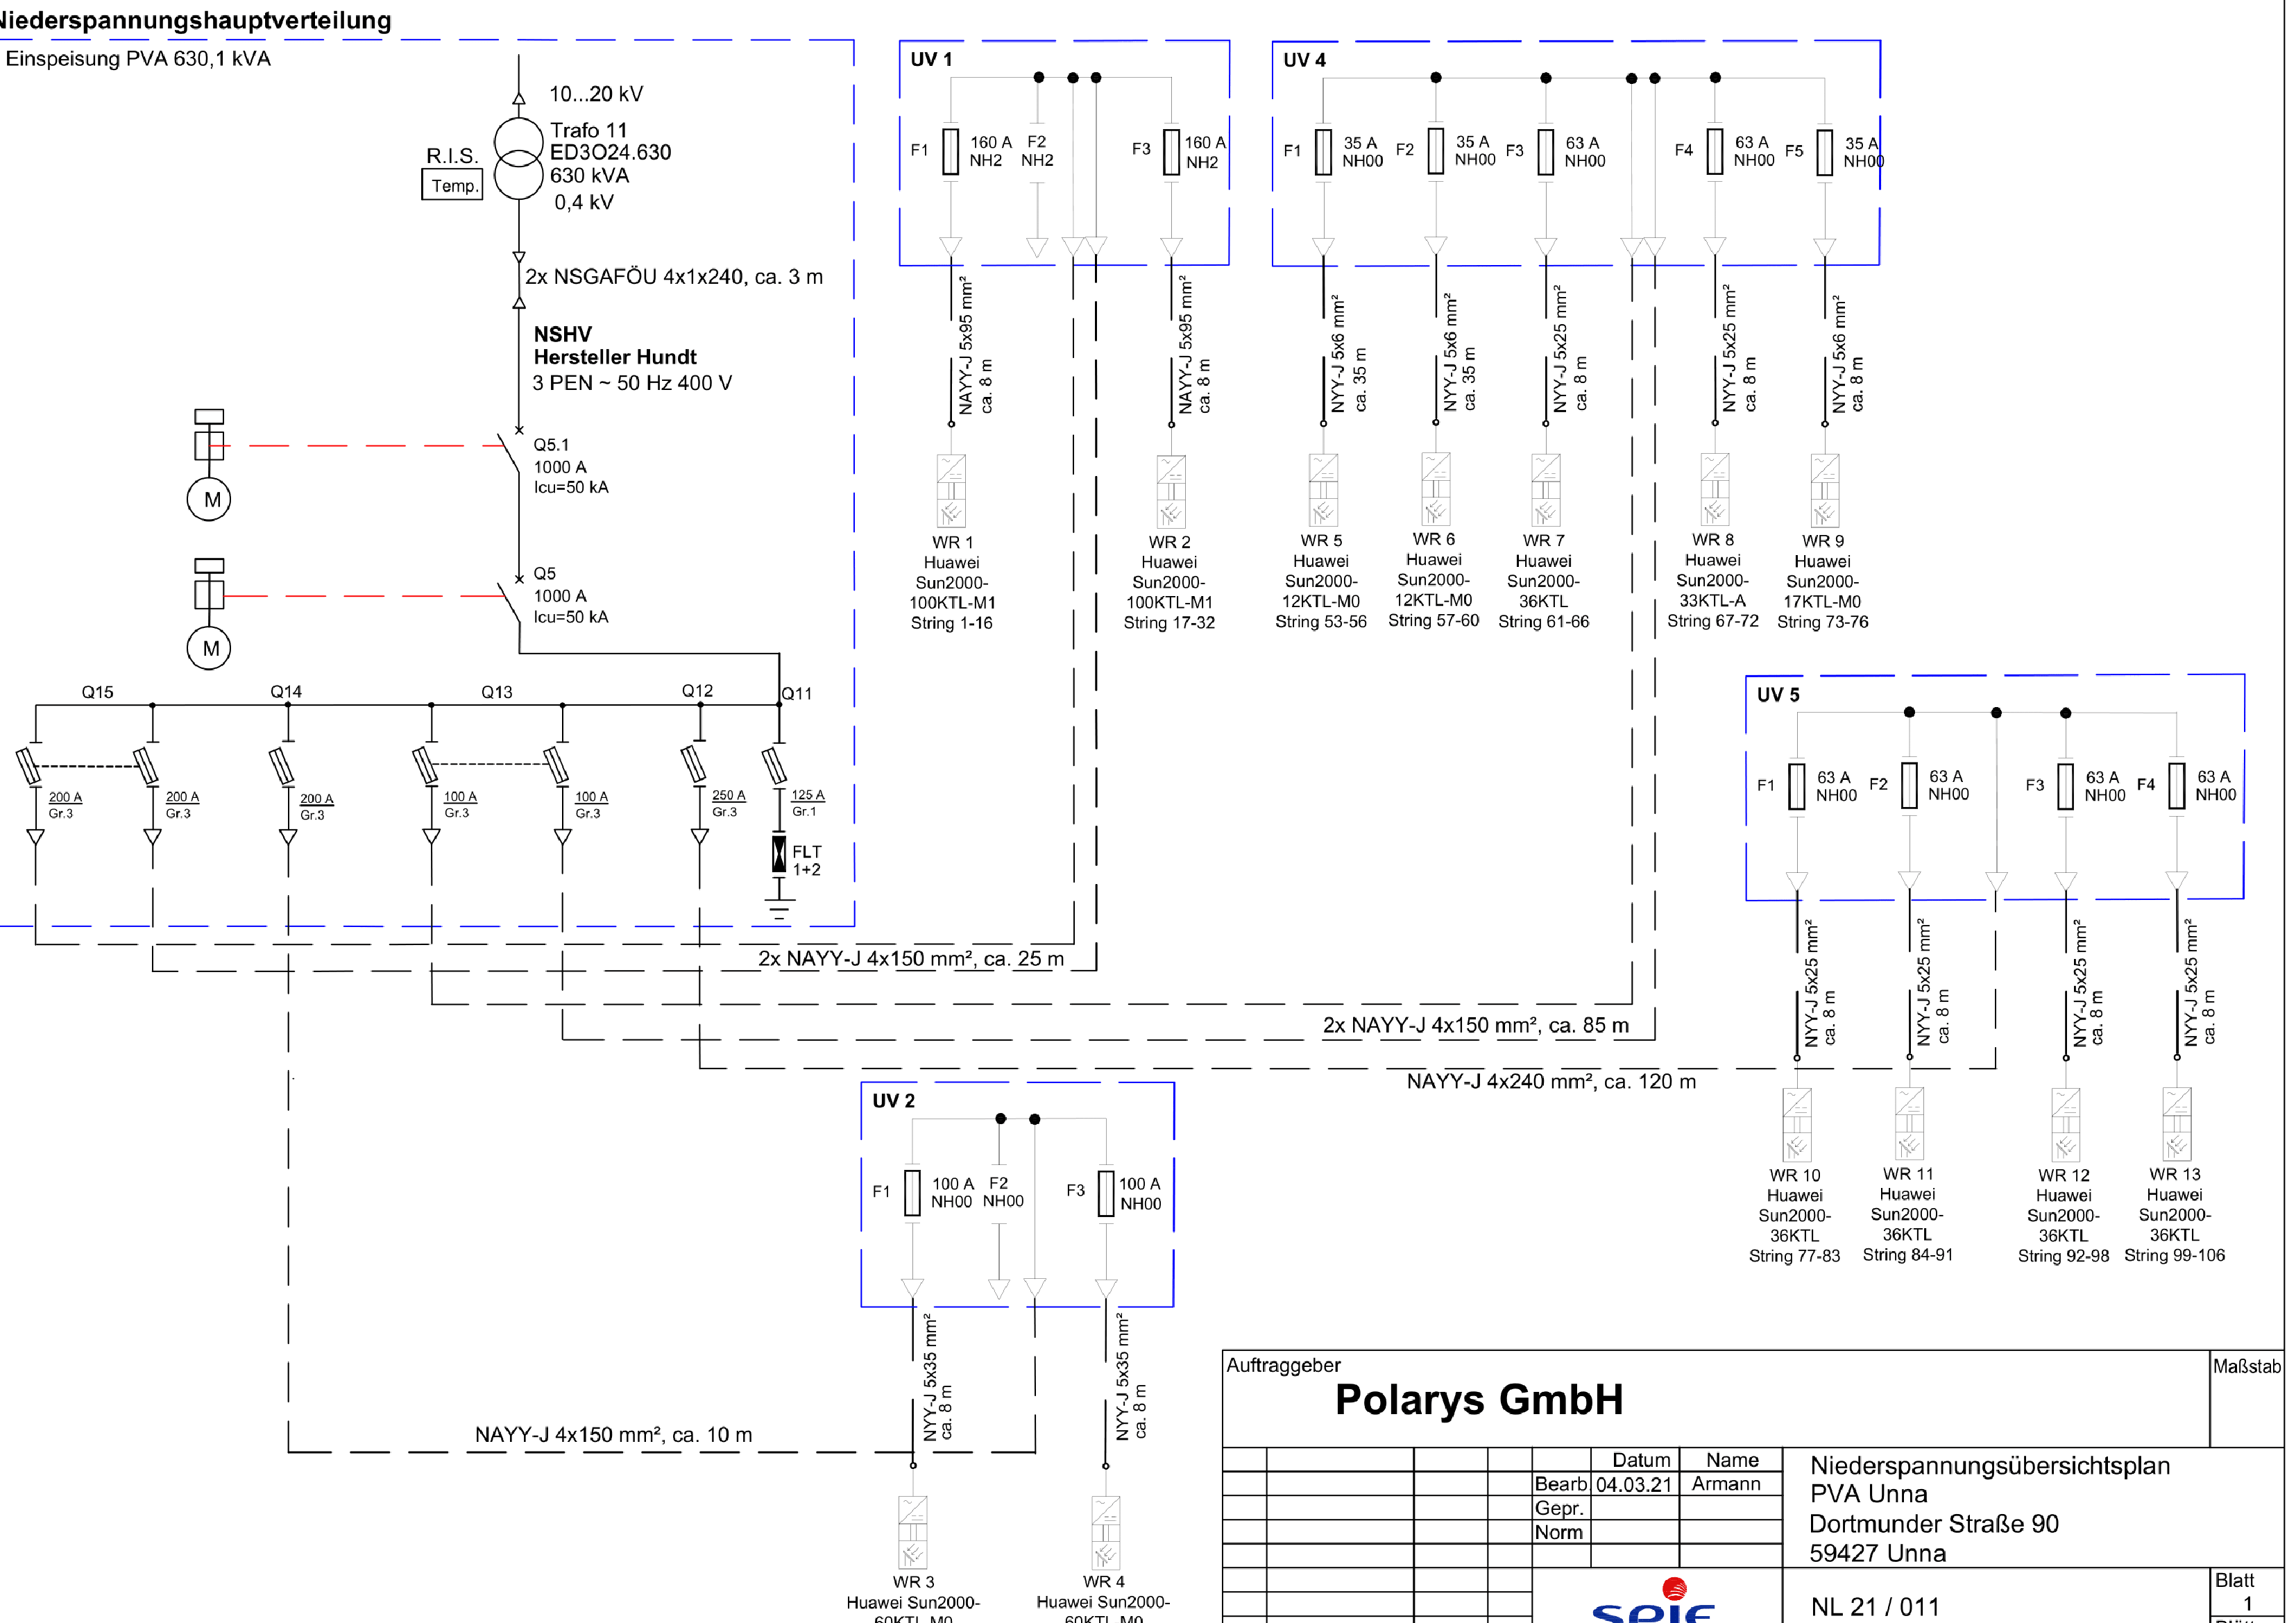 Niederspannungshauptverteilung
Einspeisung PVA 630,1 kVA
10...20 kV
Trafo 11
ED3O24.630
630 kVA
0,4 kV
R.I.S.
Temp.
2x NSGAFÖU 4x1x240, ca. 3 m
NSHV
Hersteller Hundt
3 PEN ~ 50 Hz 400 V
Q5.1
1000 A
Icu=50 kA
M
Q5
1000 A
Icu=50 kA
M
Q15
Q14
Q13
Q12
Q11
200 A
Gr.3
200 A
Gr.3
200 A
Gr.3
100 A
Gr.3
100 A
Gr.3
250 A
Gr.3
125 A
Gr.1
FLT
1+2
UV 1
F1
160 A
NH2
F2
NH2
F3
160 A
NH2
NAYY-J 5x95 mm²
ca. 8 m
NAYY-J 5x95 mm²
ca. 8 m
WR 1
Huawei
Sun2000-
100KTL-M1
String 1-16
WR 2
Huawei
Sun2000-
100KTL-M1
String 17-32
UV 4
F1
35 A
NH00
F2
35 A
NH00
F3
63 A
NH00
F4
63 A
NH00
F5
35 A
NH00
NYY-J 5x6 mm²
ca. 35 m
NYY-J 5x6 mm²
ca. 35 m
NYY-J 5x25 mm²
ca. 8 m
NYY-J 5x25 mm²
ca. 8 m
NYY-J 5x6 mm²
ca. 8 m
WR 5
Huawei
Sun2000-
12KTL-M0
String 53-56
WR 6
Huawei
Sun2000-
12KTL-M0
String 57-60
WR 7
Huawei
Sun2000-
36KTL
String 61-66
WR 8
Huawei
Sun2000-
33KTL-A
String 67-72
WR 9
Huawei
Sun2000-
17KTL-M0
String 73-76
UV 5
F1
63 A
NH00
F2
63 A
NH00
F3
63 A
NH00
F4
63 A
NH00
NYY-J 5x25 mm²
ca. 8 m
NYY-J 5x25 mm²
ca. 8 m
NYY-J 5x25 mm²
ca. 8 m
NYY-J 5x25 mm²
ca. 8 m
WR 10
Huawei
Sun2000-
36KTL
String 77-83
WR 11
Huawei
Sun2000-
36KTL
String 84-91
WR 12
Huawei
Sun2000-
36KTL
String 92-98
WR 13
Huawei
Sun2000-
36KTL
String 99-106
2x NAYY-J 4x150 mm², ca. 25 m
2x NAYY-J 4x150 mm², ca. 85 m
NAYY-J 4x240 mm², ca. 120 m
UV 2
F1
100 A
NH00
F2
NH00
F3
100 A
NH00
NYY-J 5x35 mm²
ca. 8 m
NYY-J 5x35 mm²
ca. 8 m
NAYY-J 4x150 mm², ca. 10 m
WR 3
Huawei Sun2000-
60KTL-M0
WR 4
Huawei Sun2000-
60KTL-M0
Auftraggeber
Polarys GmbH
Maßstab
Datum
Name
Bearb.
04.03.21
Armann
Gepr.
Norm
Niederspannungsübersichtsplan
PVA Unna
Dortmunder Straße 90
59427 Unna
SPIE
NL 21 / 011
Blatt
1